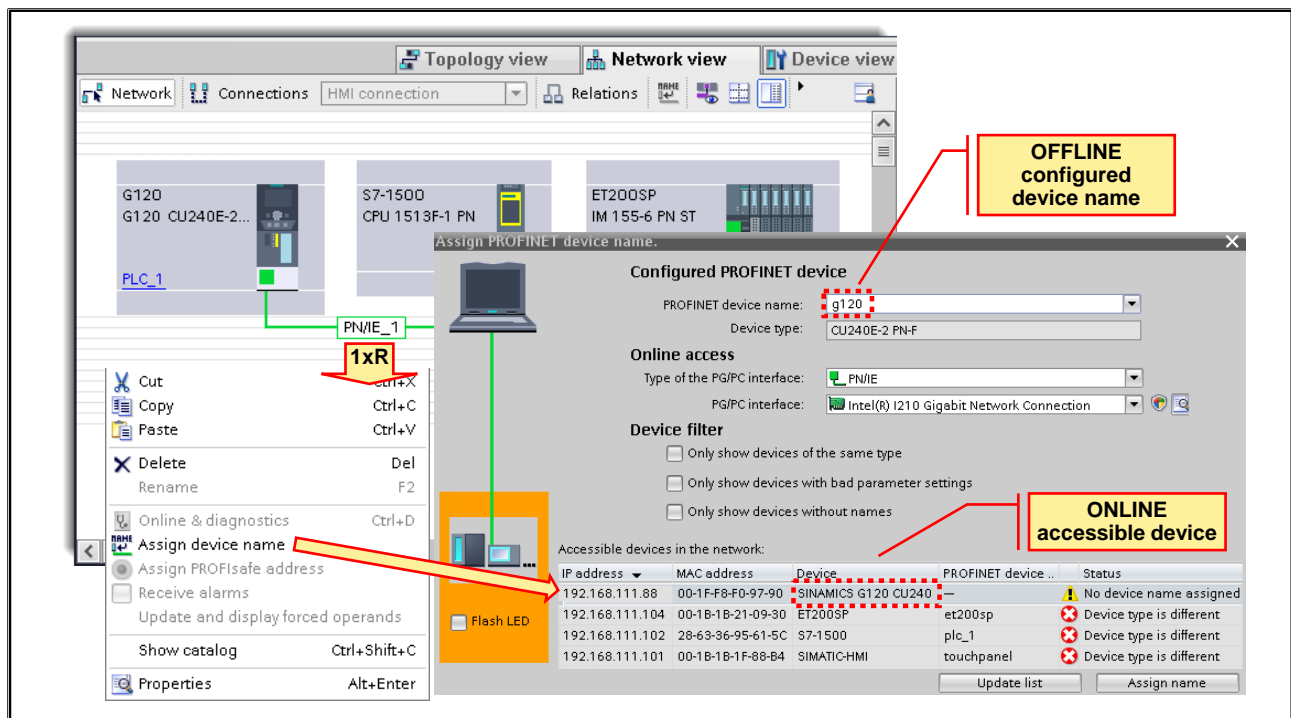 Topology view Network view Device view
Network Connections HMI connection Relations
G120
G120 CU240E-2...
PLC_1
S7-1500
CPU 1513F-1 PN
ET200SP
IM 155-6 PN ST
PN/IE_1
OFFLINE
configured
device name
1xR
Cut Ctrl+X
Copy Ctrl+C
Paste Ctrl+V
Delete Del
Rename F2
Online & diagnostics Ctrl+D
NAME Assign device name
Assign PROFIsafe address
Receive alarms
Update and display forced operands
Show catalog Ctrl+Shift+C
Properties Alt+Enter
Assign PROFINET device name.
Configured PROFINET device
PROFINET device name: g120
Device type: CU240E-2 PN-F
Online access
Type of the PG/PC interface: PN/IE
PG/PC interface: Intel(R) I210 Gigabit Network Connection
Device filter
Only show devices of the same type
Only show devices with bad parameter settings
Only show devices without names
ONLINE
accessible device
Flash LED
Accessible devices in the network:
IP address MAC address Device PROFINET device .. Status
192.168.111.88 00-1F-F8-F0-97-90 SINAMICS G120 CU240 — No device name assigned
192.168.111.104 00-1B-1B-21-09-30 ET200SP et200sp Device type is different
192.168.111.102 28-63-36-95-61-5C S7-1500 plc_1 Device type is different
192.168.111.101 00-1B-1B-1F-88-B4 SIMATIC-HMI touchpanel Device type is different
Update list Assign name